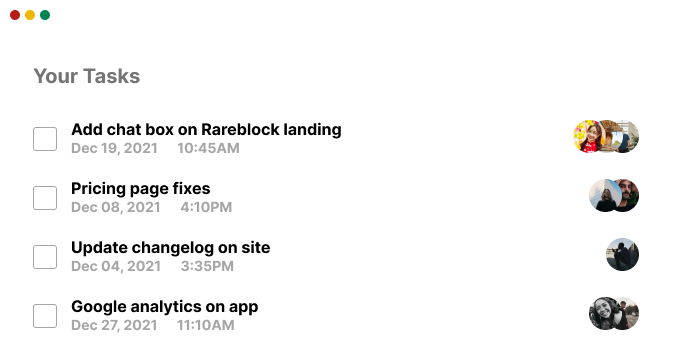 Your Tasks
Add chat box on Rareblock landing
Dec 19, 2021 10:45AM
Pricing page fixes
Dec 08, 2021 4:10PM
Update changelog on site
Dec 04, 2021 3:35PM
Google analytics on app
Dec 27, 2021 11:10AM